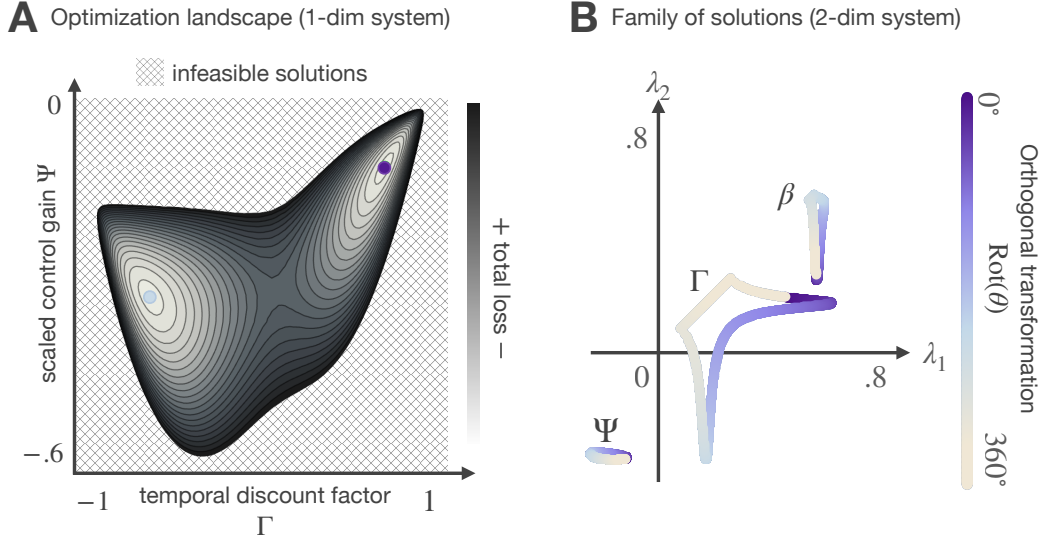 A Optimization landscape (1-dim system)
infeasible solutions
0
scaled control gain Ψ
−.6
−1
temporal discount factor
1
Γ
+ total loss −
B Family of solutions (2-dim system)
λ₂
.8
β
Γ
0
.8
λ₁
Ψ
0°
Rot(θ)
360°
Orthogonal transformation